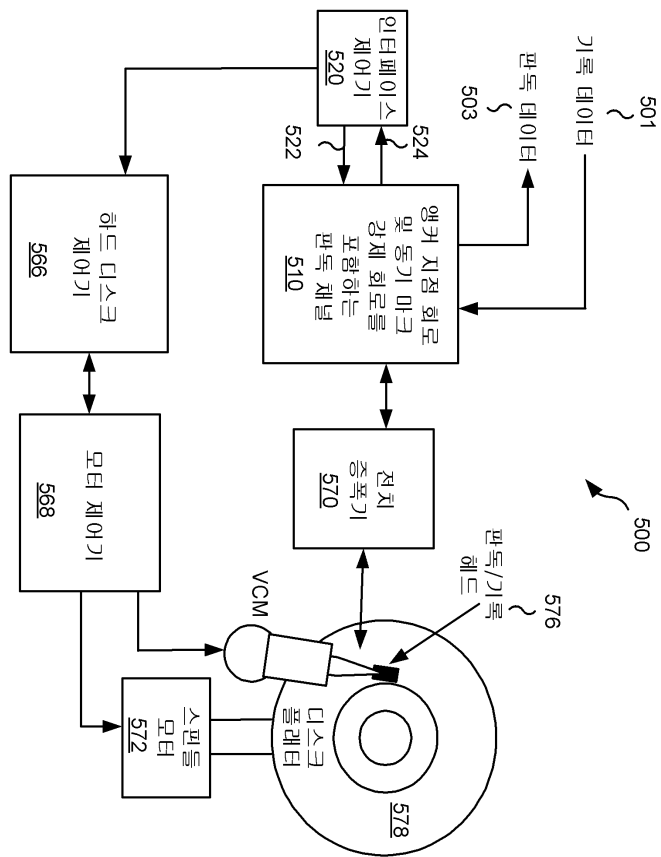 500
501
기록 데이터
503
판독 데이터
524
522
인터페이스
제어기
520
앵커 지점 회로
및 동기 마크
강제 회로를
포함하는
판독 채널
510
전치
증폭기
570
576
판독/기록
헤드
하드 디스크
제어기
566
모터 제어기
568
VCM
스핀들
모터
572
디스크
플래터
578